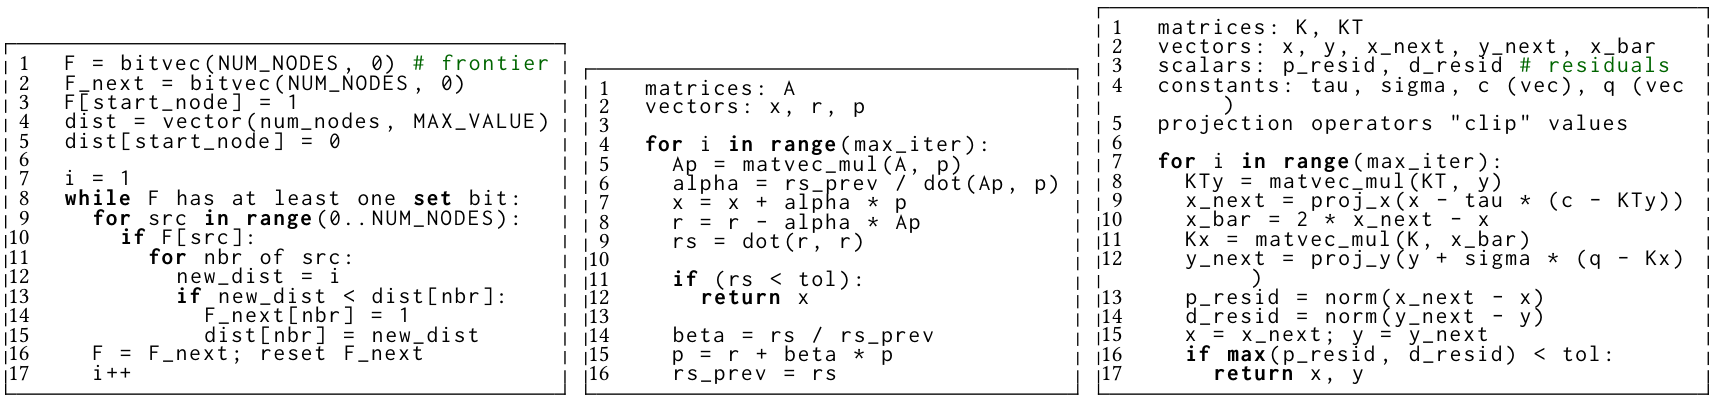 1 F = bitvec(NUM_NODES, 0) # frontier
2 F_next = bitvec(NUM_NODES, 0)
3 F[start_node] = 1
4 dist = vector(num_nodes, MAX_VALUE)
5 dist[start_node] = 0
6
7 i = 1
8 while F has at least one set bit:
9 for src in range(0..NUM_NODES):
10 if F[src]:
11 for nbr of src:
12 new_dist = i
13 if new_dist < dist[nbr]:
14 F_next[nbr] = 1
15 dist[nbr] = new_dist
16 F = F_next; reset F_next
17 i++
1 matrices: A
2 vectors: x, r, p
3
4 for i in range(max_iter):
5 Ap = matvec_mul(A, p)
6 alpha = rs_prev / dot(Ap, p)
7 x = x + alpha * p
8 r = r - alpha * Ap
9 rs = dot(r, r)
10
11 if (rs < tol):
12 return x
13
14 beta = rs / rs_prev
15 p = r + beta * p
16 rs_prev = rs
1 matrices: K, KT
2 vectors: x, y, x_next, y_next, x_bar
3 scalars: p_resid, d_resid # residuals
4 constants: tau, sigma, c (vec), q (vec
)
5 projection operators "clip" values
6
7 for i in range(max_iter):
8 KTy = matvec_mul(KT, y)
9 x_next = proj_x(x - tau * (c - KTy))
10 x_bar = 2 * x_next - x
11 Kx = matvec_mul(K, x_bar)
12 y_next = proj_y(y + sigma * (q - Kx)
)
13 p_resid = norm(x_next - x)
14 d_resid = norm(y_next - y)
15 x = x_next; y = y_next
16 if max(p_resid, d_resid) < tol:
17 return x, y